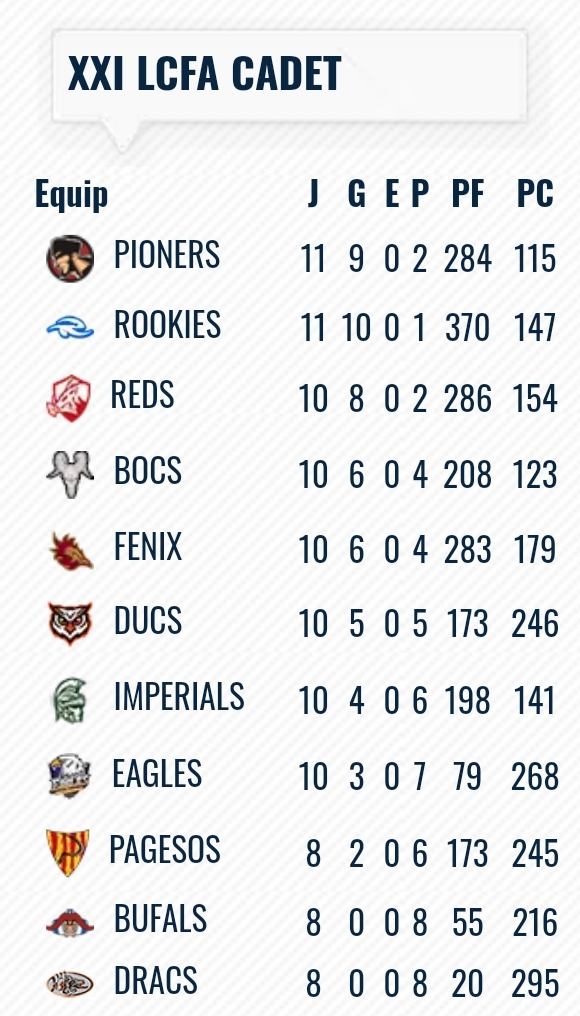 XXI LCFA CADET
Equip J G E P PF PC
PIONERS 11 9 0 2 284 115
ROOKIES 11 10 0 1 370 147
REDS 10 8 0 2 286 154
BOCS 10 6 0 4 208 123
FENIX 10 6 0 4 283 179
DUCS 10 5 0 5 173 246
IMPERIALS 10 4 0 6 198 141
EAGLES 10 3 0 7 79 268
PAGESOS 8 2 0 6 173 245
BUFALS 8 0 0 8 55 216
DRACS 8 0 0 8 20 295